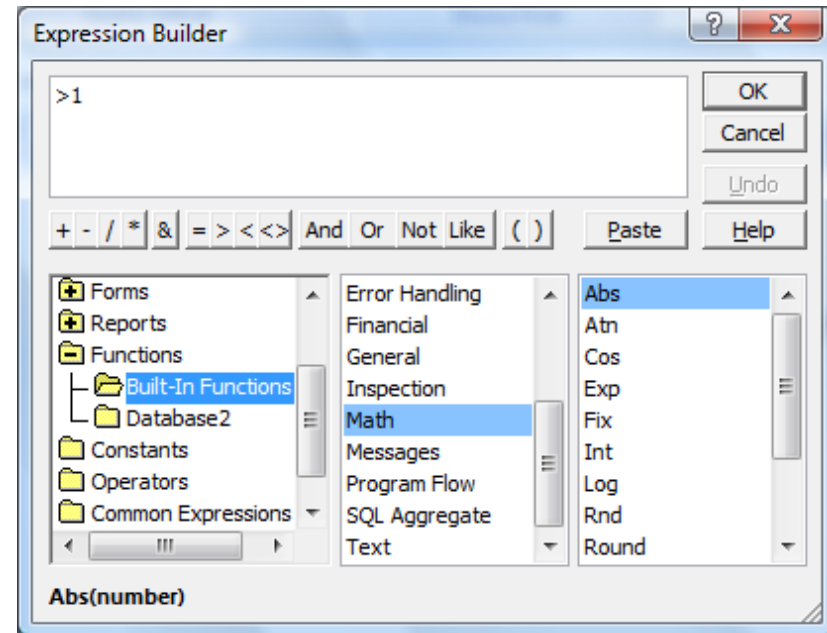 Expression Builder
?
X
>1
OK
Cancel
Undo
+ - / * & = > < <> And Or Not Like ( ) Paste Help
Forms
Reports
Functions
Built-In Functions
Database2
Constants
Operators
Common Expressions
Error Handling
Financial
General
Inspection
Math
Messages
Program Flow
SQL Aggregate
Text
Abs
Atn
Cos
Exp
Fix
Int
Log
Rnd
Round
Abs(number)